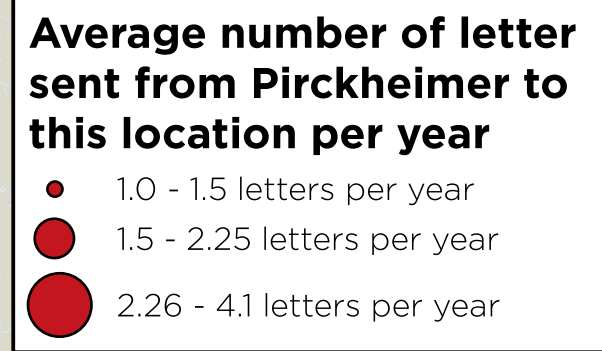 Average number of letter
sent from Pirckheimer to
this location per year
1.0 - 1.5 letters per year
1.5 - 2.25 letters per year
2.26 - 4.1 letters per year